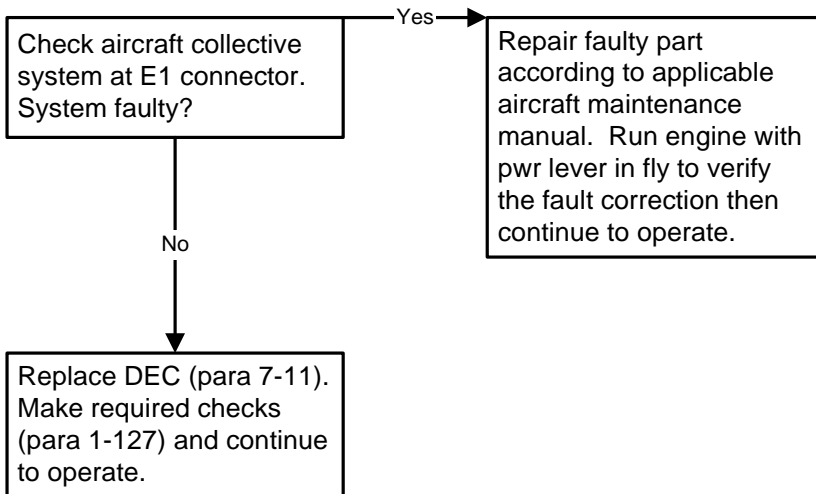 Check aircraft collective
system at E1 connector.
System faulty?
Yes
Repair faulty part
according to applicable
aircraft maintenance
manual.  Run engine with
pwr lever in fly to verify
the fault correction then
continue to operate.
No
Replace DEC (para 7-11).
Make required checks
(para 1-127) and continue
to operate.